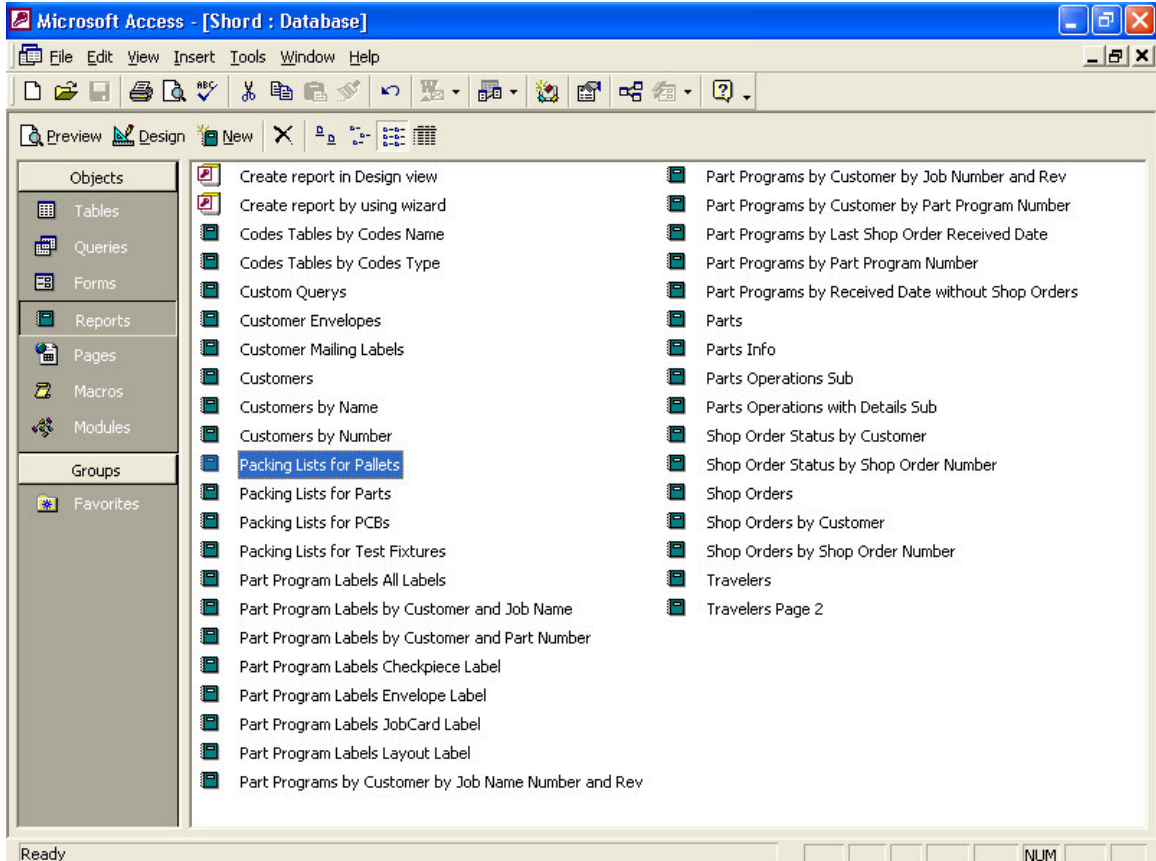 Microsoft Access - [Shord : Database]
File Edit View Insert Tools Window Help
ABC
Preview Design New
Objects
Tables
Queries
Forms
Reports
Pages
Macros
Modules
Groups
Favorites
Create report in Design view
Create report by using wizard
Codes Tables by Codes Name
Codes Tables by Codes Type
Custom Querys
Customer Envelopes
Customer Mailing Labels
Customers
Customers by Name
Customers by Number
Packing Lists for Pallets
Packing Lists for Parts
Packing Lists for PCBs
Packing Lists for Test Fixtures
Part Program Labels All Labels
Part Program Labels by Customer and Job Name
Part Program Labels by Customer and Part Number
Part Program Labels Checkpiece Label
Part Program Labels Envelope Label
Part Program Labels JobCard Label
Part Program Labels Layout Label
Part Programs by Customer by Job Name Number and Rev
Part Programs by Customer by Job Number and Rev
Part Programs by Customer by Part Program Number
Part Programs by Last Shop Order Received Date
Part Programs by Part Program Number
Part Programs by Received Date without Shop Orders
Parts
Parts Info
Parts Operations Sub
Parts Operations with Details Sub
Shop Order Status by Customer
Shop Order Status by Shop Order Number
Shop Orders
Shop Orders by Customer
Shop Orders by Shop Order Number
Travelers
Travelers Page 2
Ready
NUM